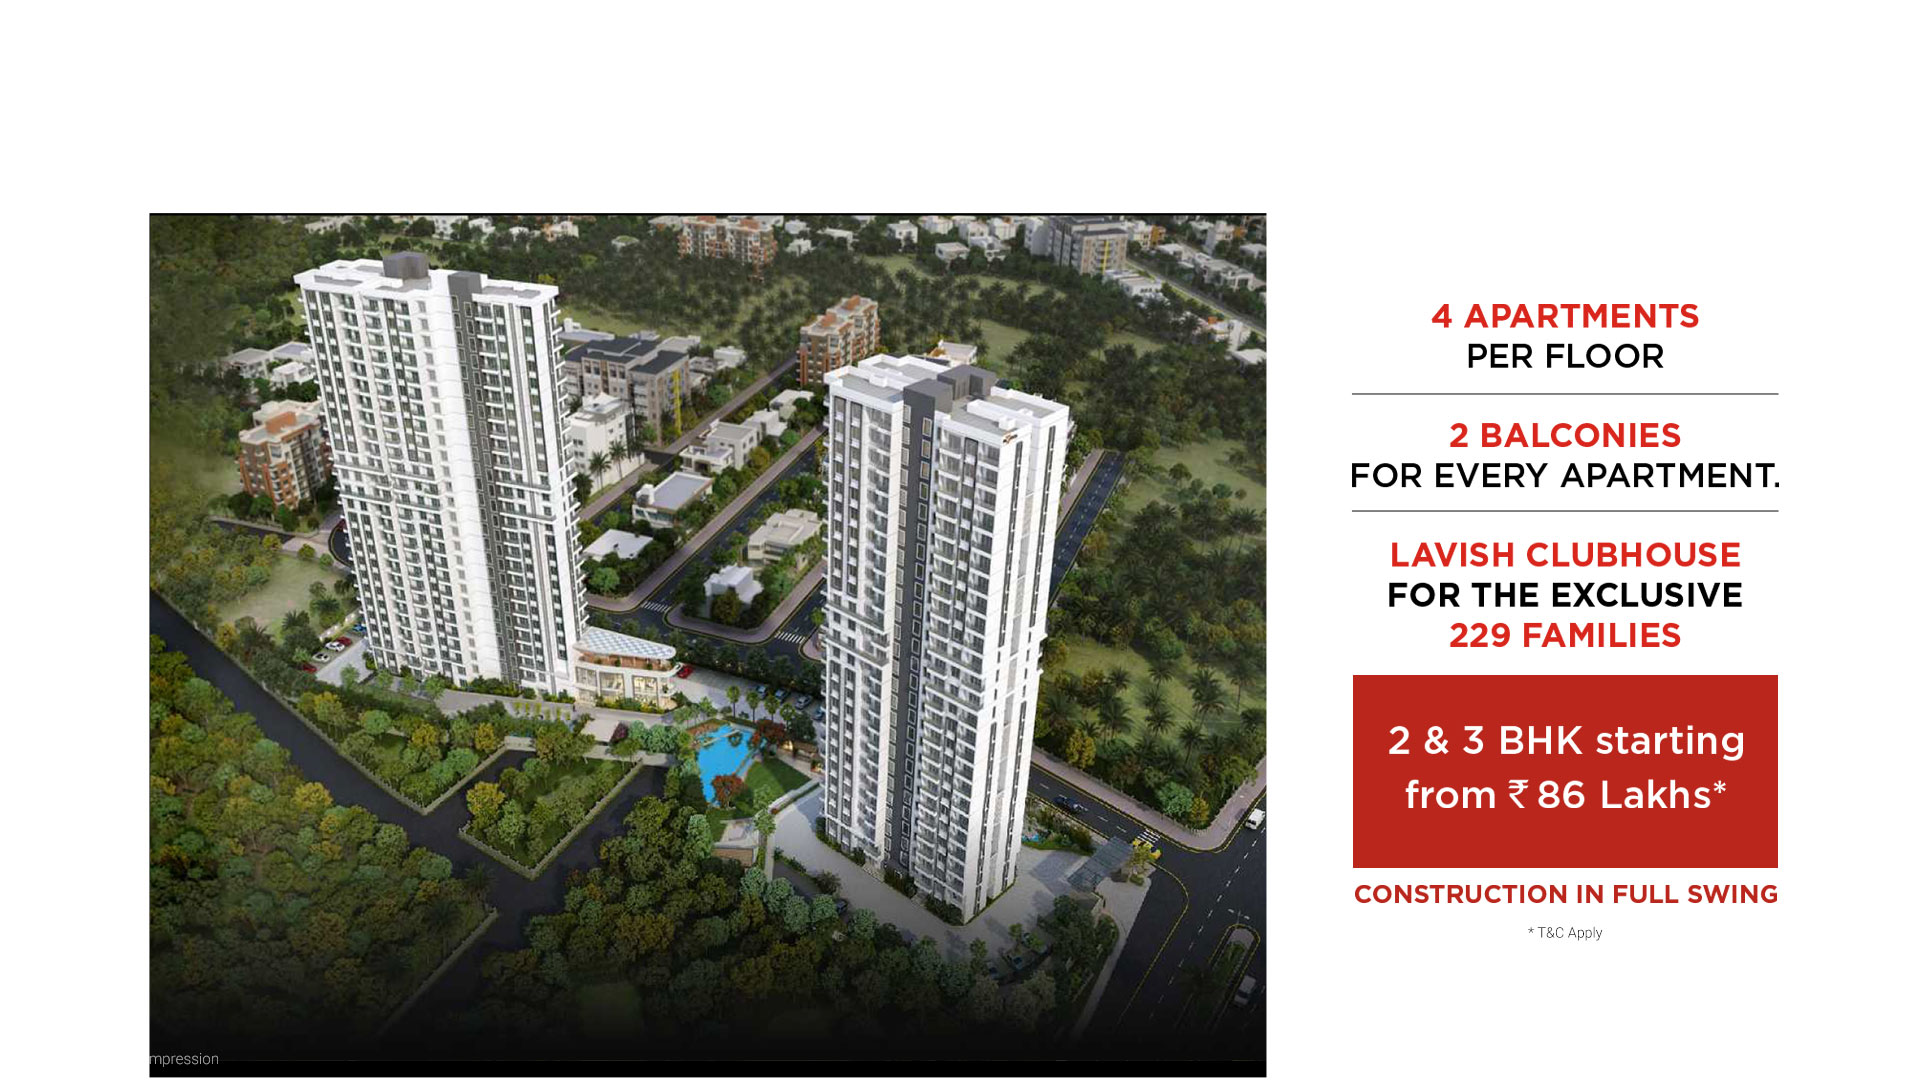 4 APARTMENTS
PER FLOOR
2 BALCONIES
FOR EVERY APARTMENT.
LAVISH CLUBHOUSE
FOR THE EXCLUSIVE
229 FAMILIES
2 & 3 BHK starting
from ₹ 86 Lakhs*
CONSTRUCTION IN FULL SWING
* T&C Apply
mpression